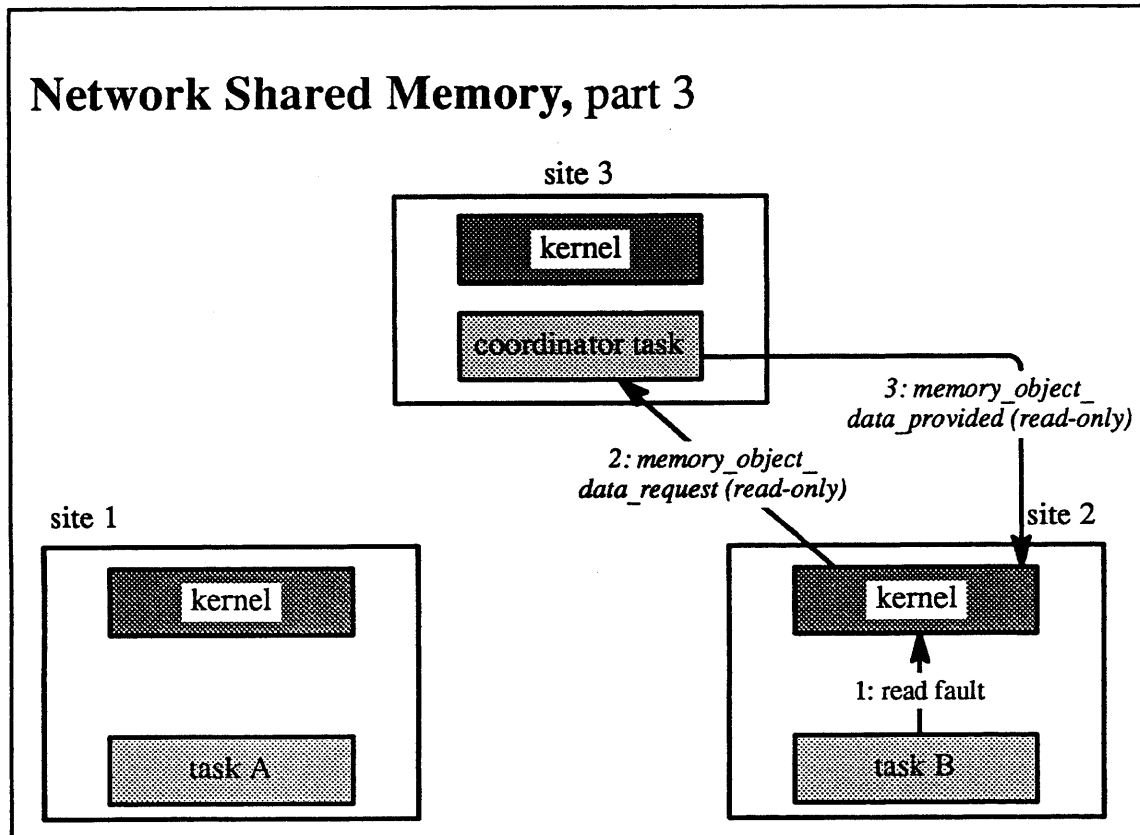 Network Shared Memory, part 3
site 3
kernel
coordinator task
3: memory_object_
data_provided (read-only)
2: memory_object_
data_request (read-only)
site 1
kernel
task A
site 2
kernel
1: read fault
task B